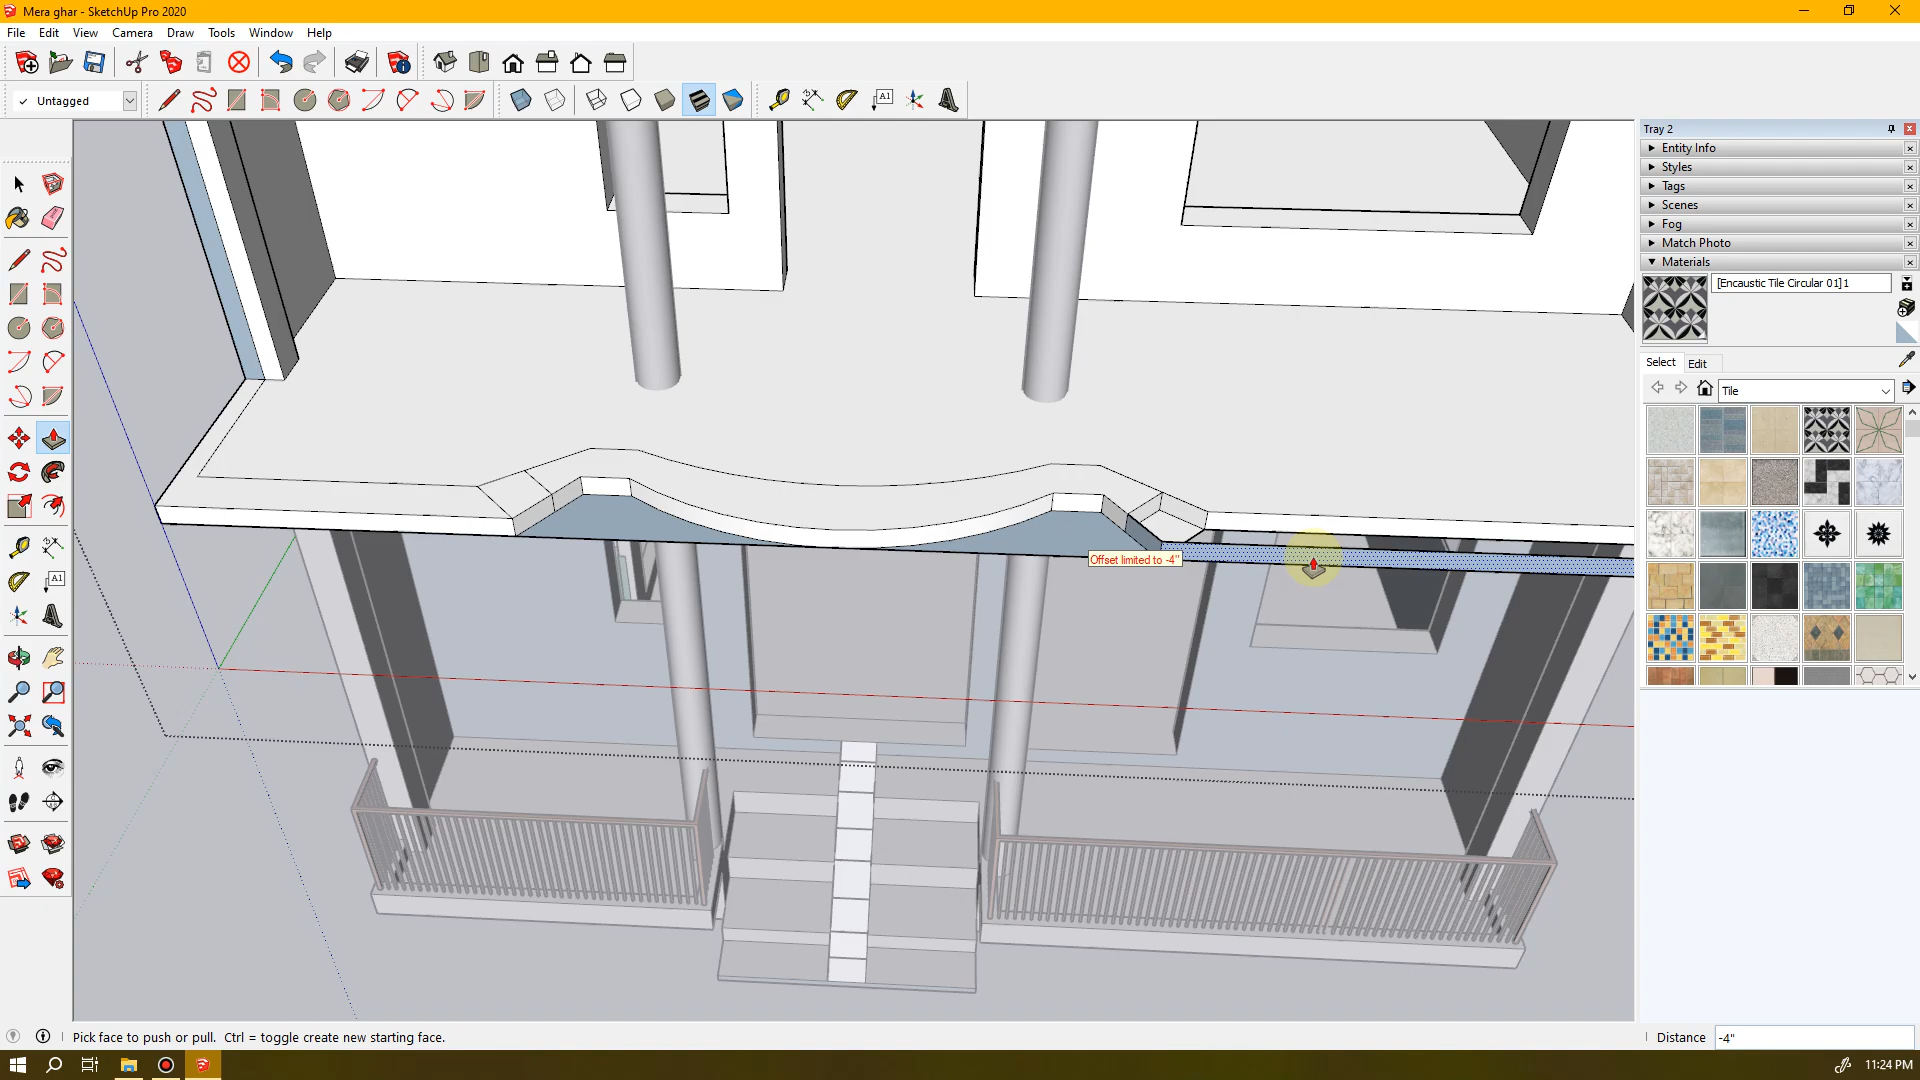 Mera ghar - SketchUp Pro 2020
File Edit View Camera Draw Tools Window Help
Untagged
A1
Tray 2
Entity Info
Styles
Tags
Scenes
Fog
Match Photo
Materials
[Encaustic Tile Circular 01]1
Select Edit
Tile
Offset limited to -4"
A1
Pick face to push or pull. Ctrl = toggle create new starting face.
Distance -4"
11:24 PM